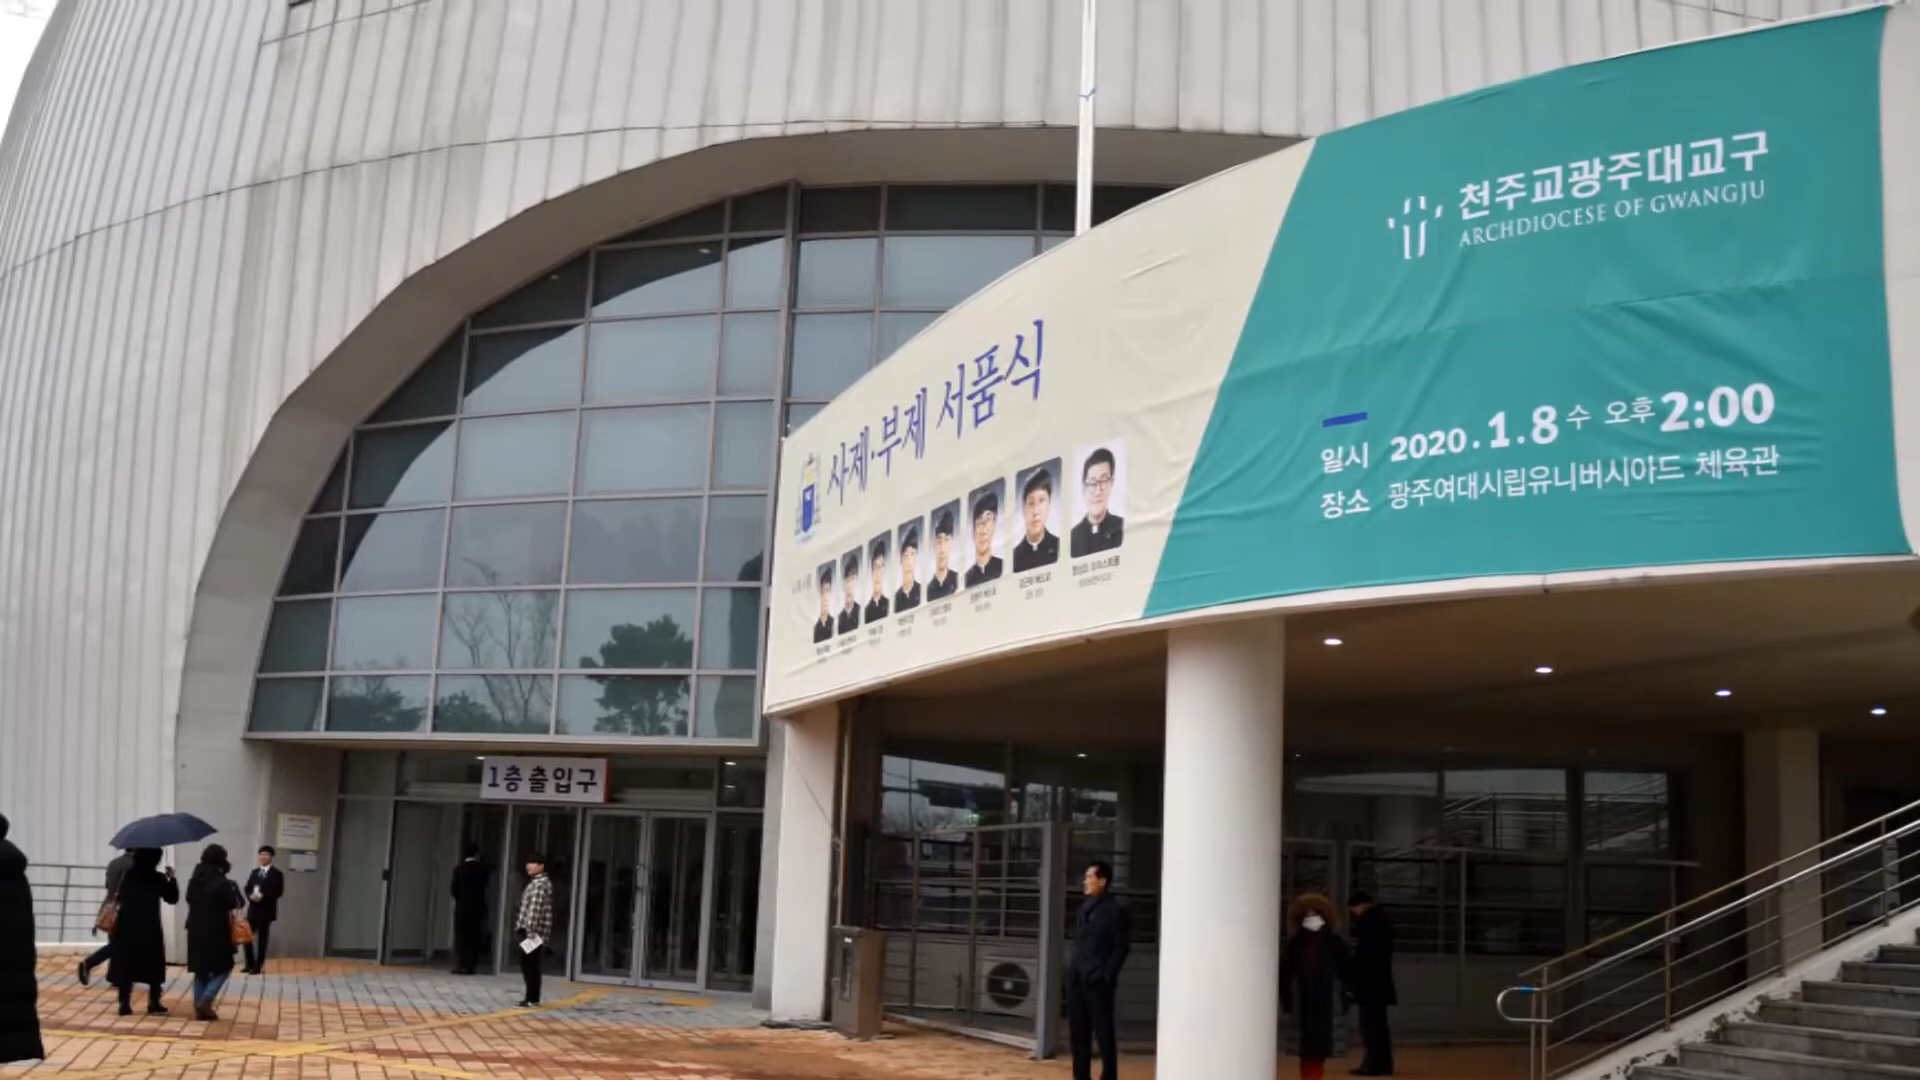 천주교광주대교구
ARCHDIOCESE OF GWANGJU
사제·부제 서품식
일시 2020.1.8 수 오후 2:00
장소 광주여대시립유니버시아드 체육관
1층 출입구